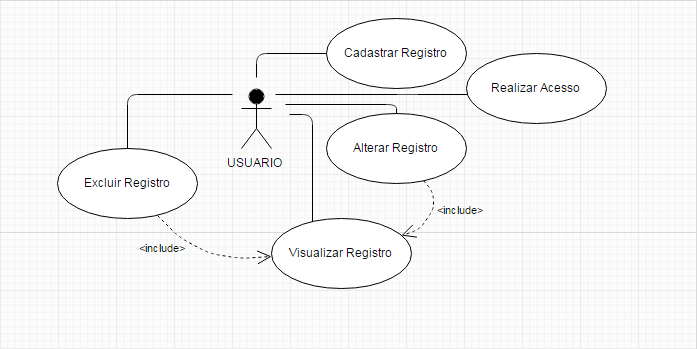 Cadastrar Registro
Realizar Acesso
USUARIO
Alterar Registro
Excluir Registro
<include>
<include>
Visualizar Registro